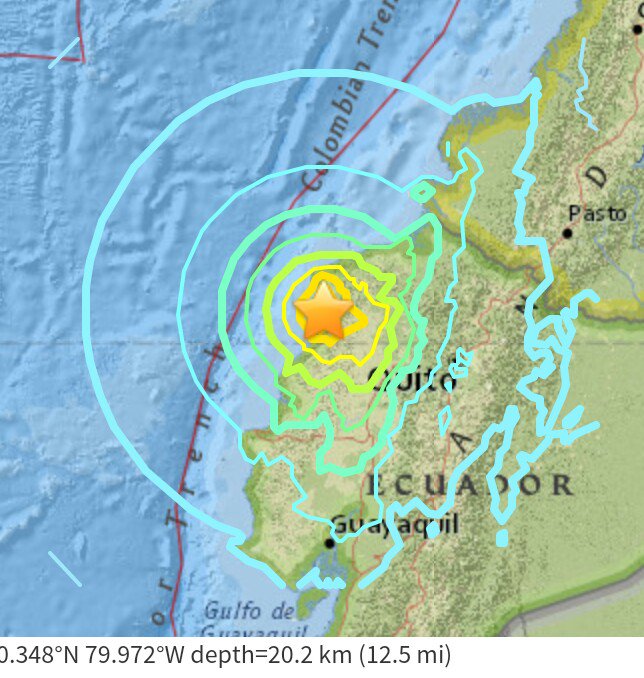 Colombian Tren
D
Pasto
N
Quito
A
ECUADOR
Guayaquil
or Trench
Gulfo de
Guayaquil
0.348°N 79.972°W depth=20.2 km (12.5 mi)